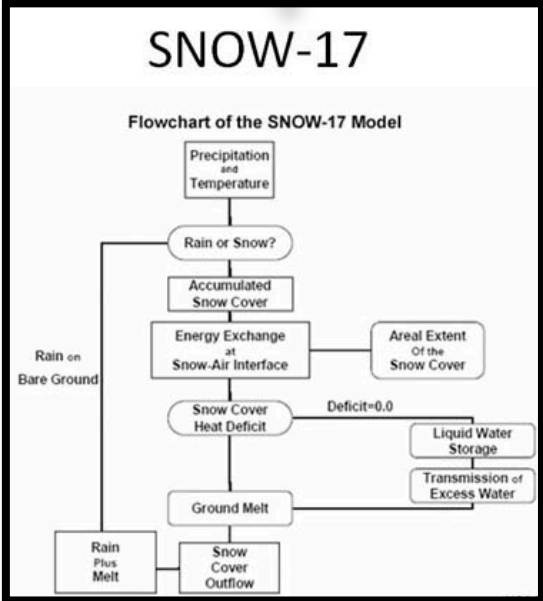 SNOW-17
Flowchart of the SNOW-17 Model
Precipitation
and
Temperature
Rain or Snow?
Accumulated
Snow Cover
Energy Exchange
at
Snow-Air Interface
Areal Extent
Of the
Snow Cover
Rain on
Bare Ground
Snow Cover
Heat Deficit
Deficit=0.0
Liquid Water
Storage
Transmission of
Excess Water
Ground Melt
Rain
Plus
Melt
Snow
Cover
Outflow